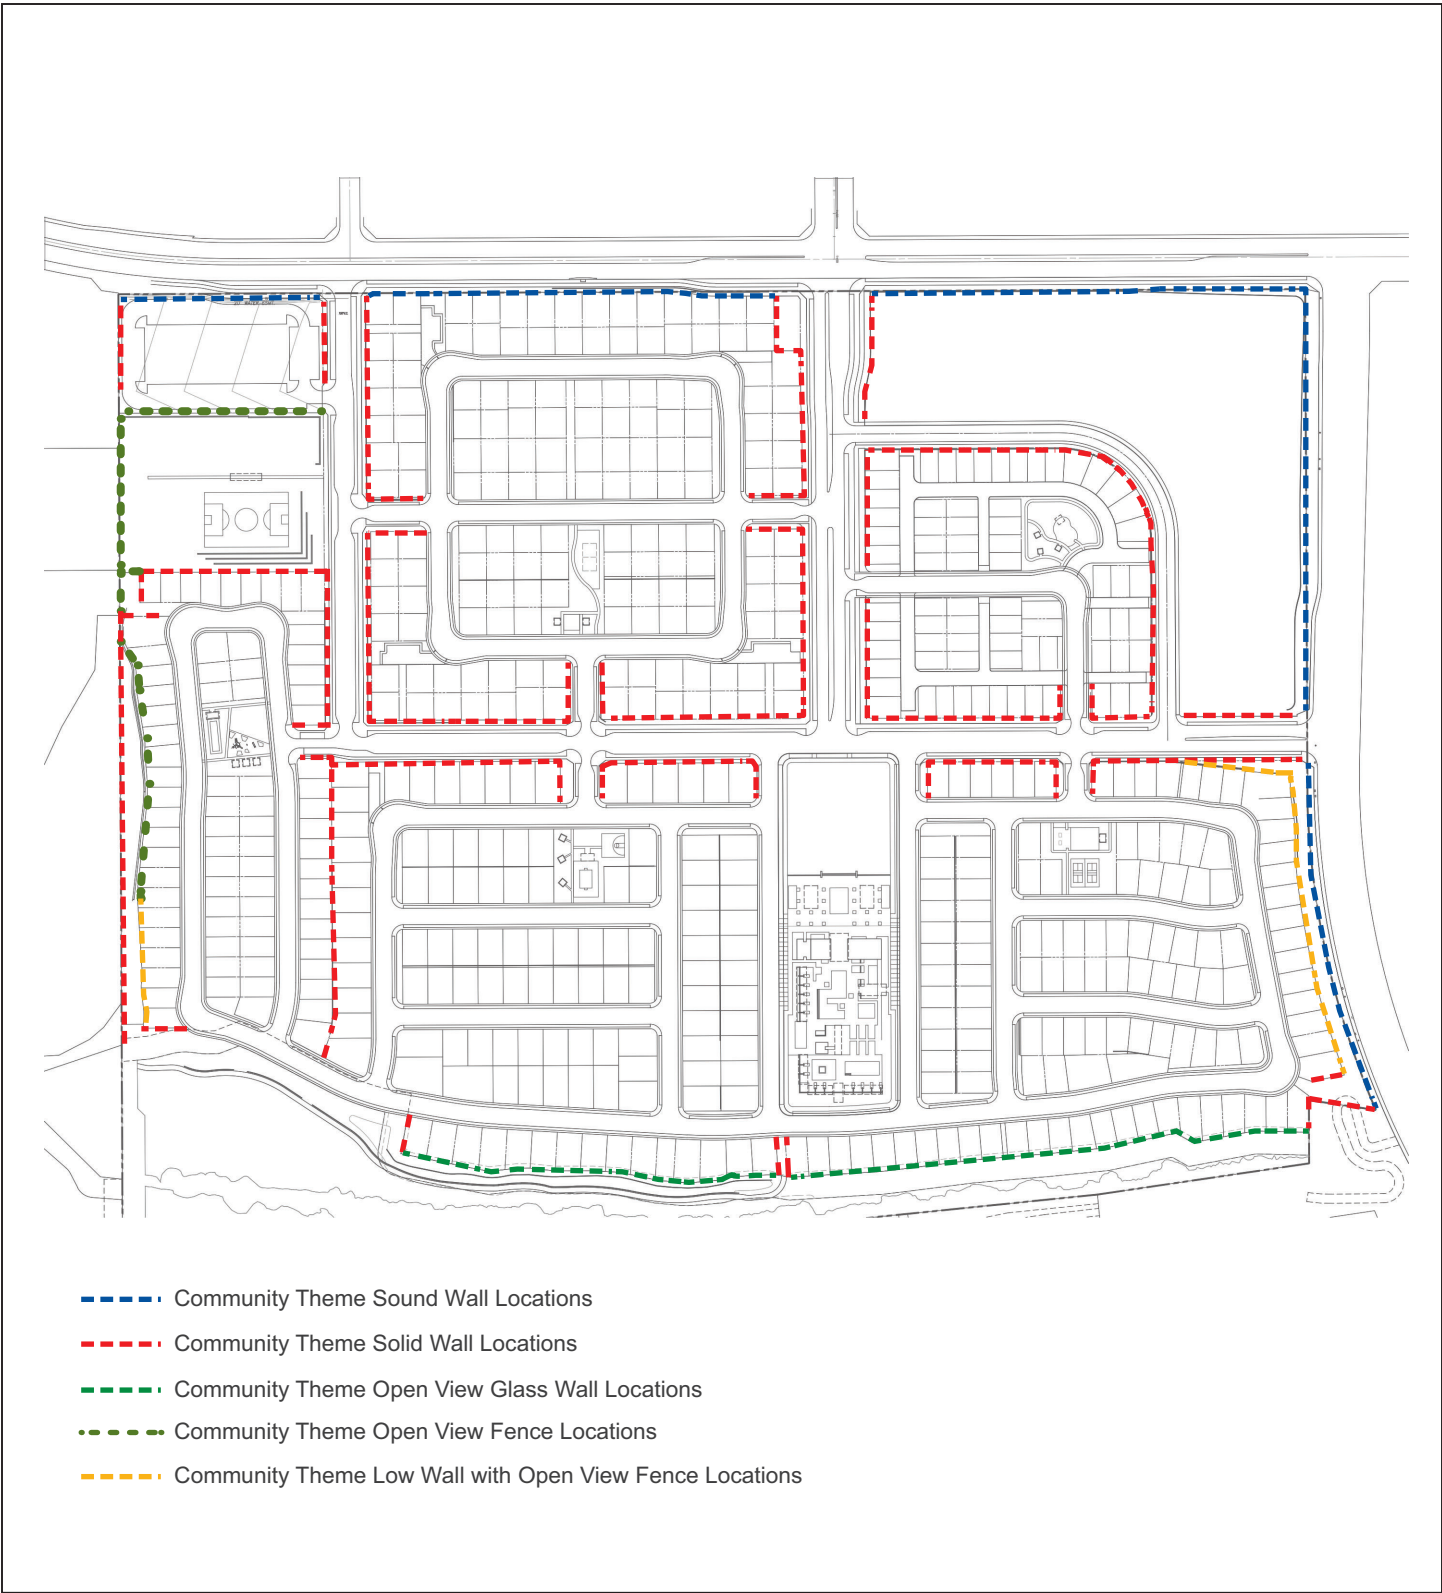 Community Theme Sound Wall Locations
Community Theme Solid Wall Locations
Community Theme Open View Glass Wall Locations
Community Theme Open View Fence Locations
Community Theme Low Wall with Open View Fence Locations